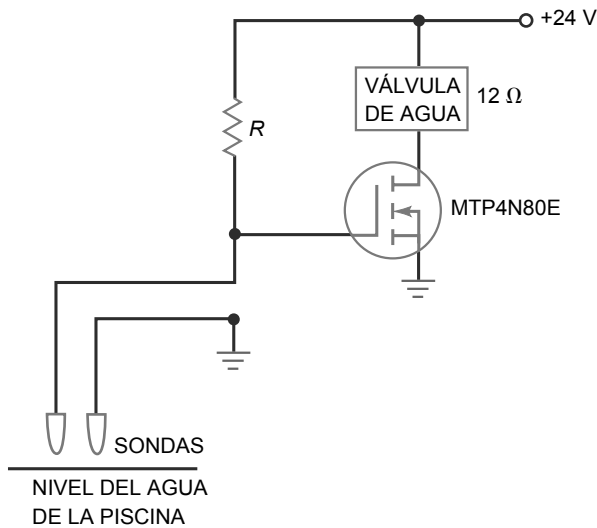 +24 V
VÁLVULA
DE AGUA
12 Ω
R
MTP4N80E
SONDAS
NIVEL DEL AGUA
DE LA PISCINA